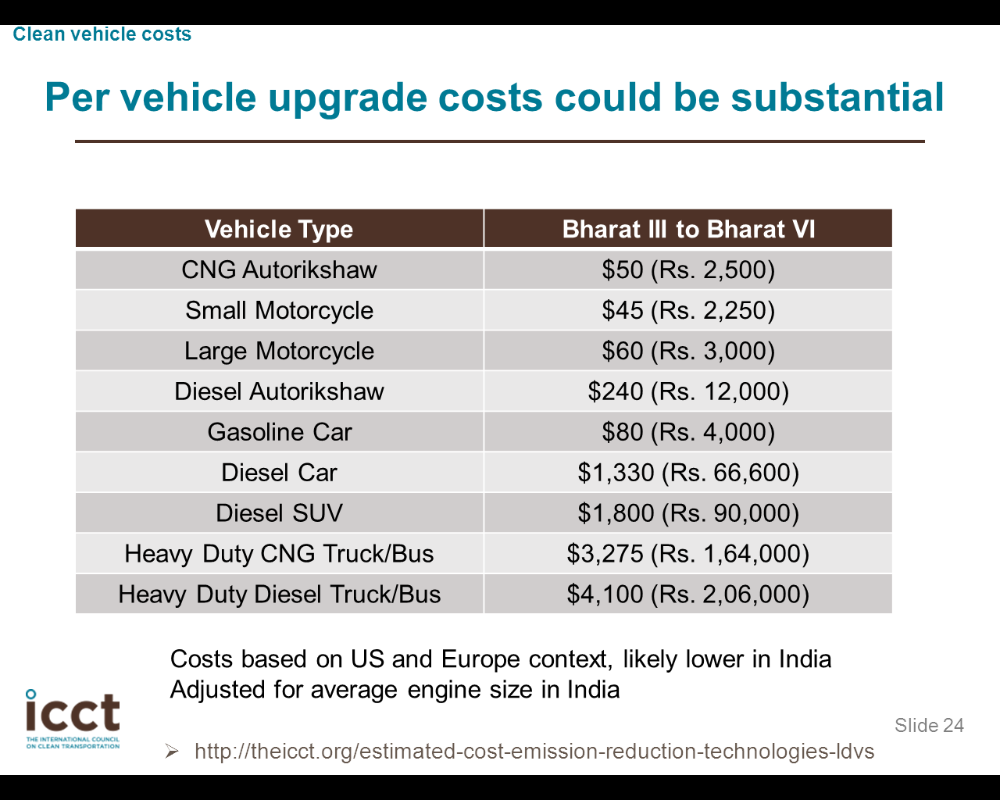 Clean vehicle costs
Per vehicle upgrade costs could be substantial
Vehicle Type Bharat III to Bharat VI
CNG Autorikshaw $50 (Rs. 2,500)
Small Motorcycle $45 (Rs. 2,250)
Large Motorcycle $60 (Rs. 3,000)
Diesel Autorikshaw $240 (Rs. 12,000)
Gasoline Car $80 (Rs. 4,000)
Diesel Car $1,330 (Rs. 66,600)
Diesel SUV $1,800 (Rs. 90,000)
Heavy Duty CNG Truck/Bus $3,275 (Rs. 1,64,000)
Heavy Duty Diesel Truck/Bus $4,100 (Rs. 2,06,000)
Costs based on US and Europe context, likely lower in India
Adjusted for average engine size in India
icct
THE INTERNATIONAL COUNCIL
ON CLEAN TRANSPORTATION
Slide 24
http://theicct.org/estimated-cost-emission-reduction-technologies-ldvs